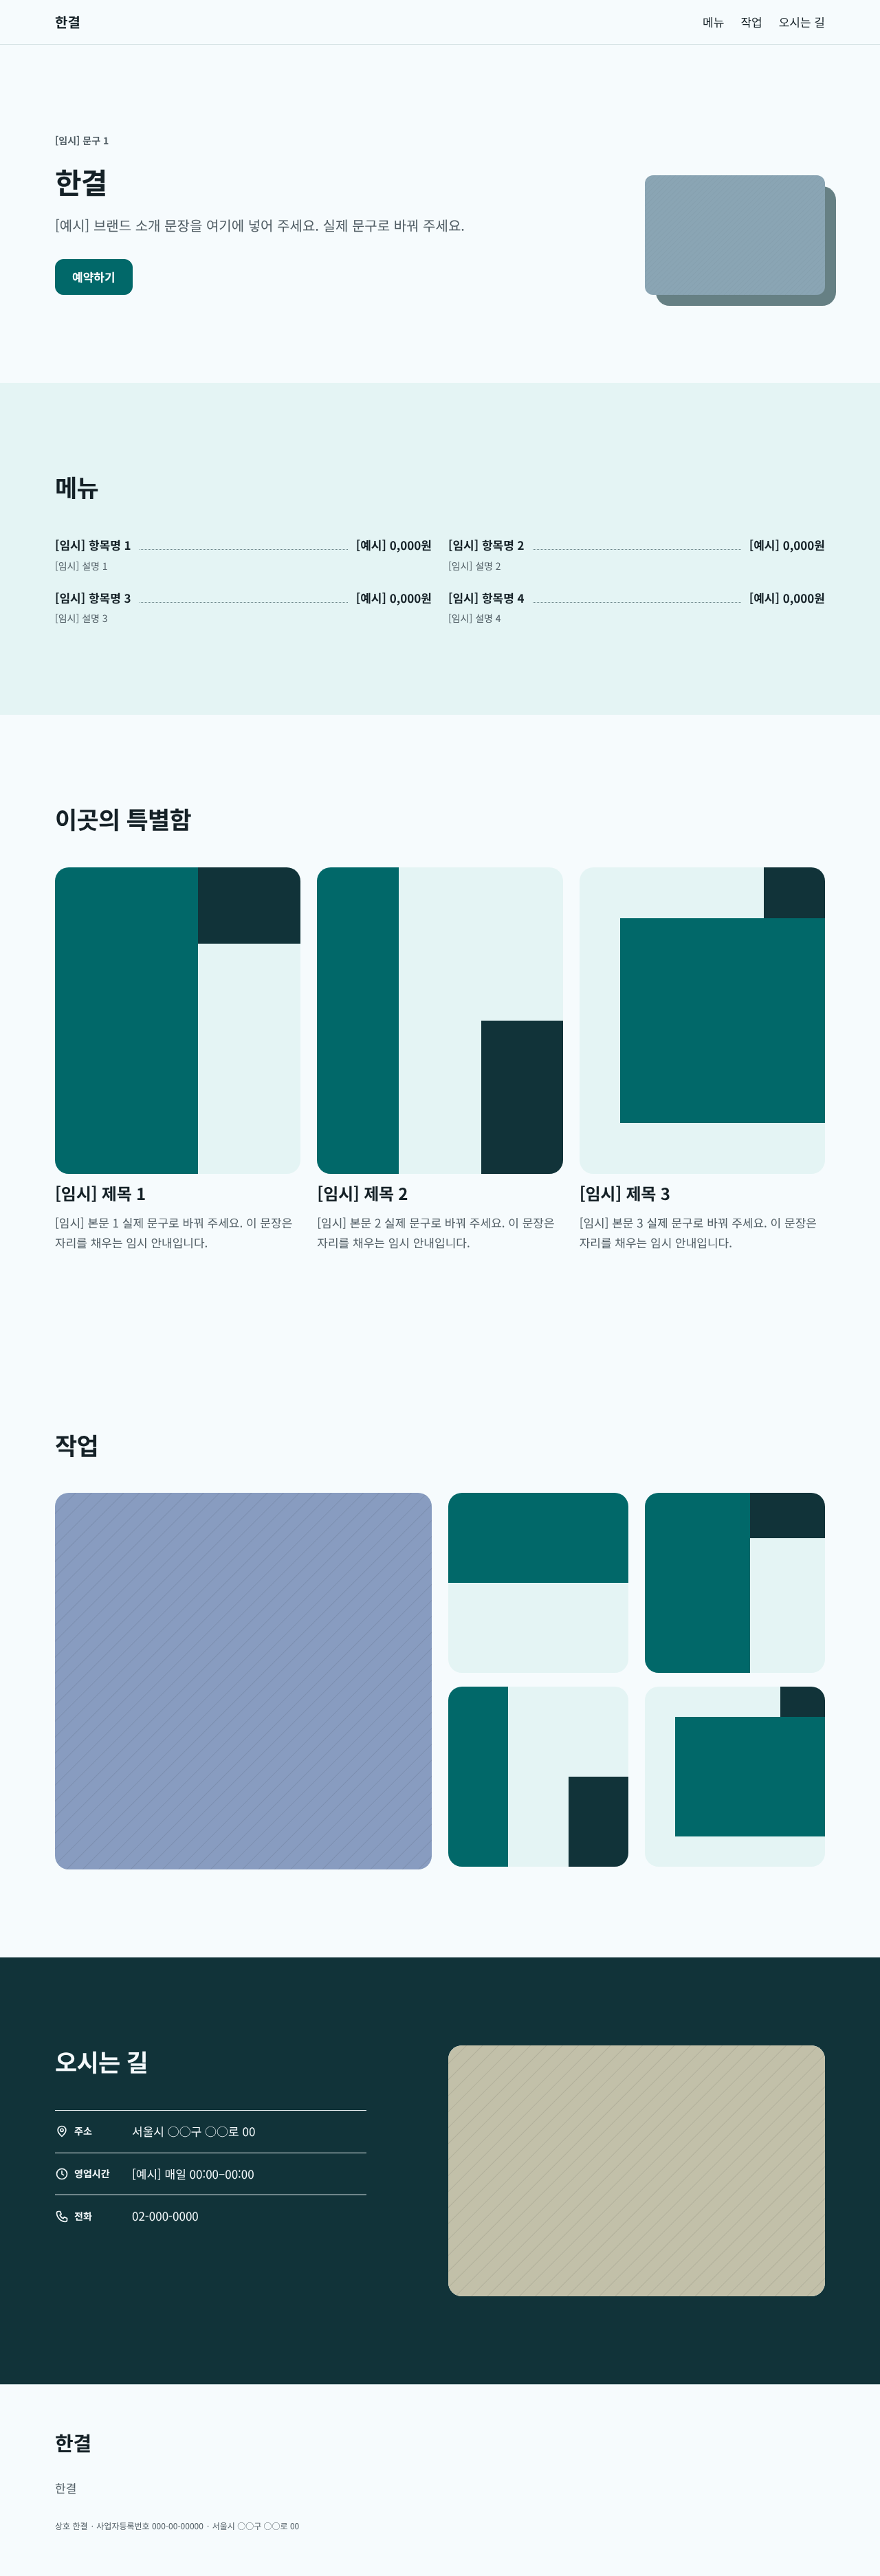 한결
메뉴 작업 오시는 길
[임시] 문구 1
한결
[예시] 브랜드 소개 문장을 여기에 넣어 주세요. 실제 문구로 바꿔 주세요.
예약하기
메뉴
[임시] 항목명 1 [예시] 0,000원
[임시] 설명 1
[임시] 항목명 2 [예시] 0,000원
[임시] 설명 2
[임시] 항목명 3 [예시] 0,000원
[임시] 설명 3
[임시] 항목명 4 [예시] 0,000원
[임시] 설명 4
이곳의 특별함
[임시] 제목 1
[임시] 본문 1 실제 문구로 바꿔 주세요. 이 문장은
자리를 채우는 임시 안내입니다.
[임시] 제목 2
[임시] 본문 2 실제 문구로 바꿔 주세요. 이 문장은
자리를 채우는 임시 안내입니다.
[임시] 제목 3
[임시] 본문 3 실제 문구로 바꿔 주세요. 이 문장은
자리를 채우는 임시 안내입니다.
작업
오시는 길
주소 서울시 〇〇구 〇〇로 00
영업시간 [예시] 매일 00:00–00:00
전화 02-000-0000
한결
한결
상호 한결 · 사업자등록번호 000-00-00000 · 서울시 〇〇구 〇〇로 00